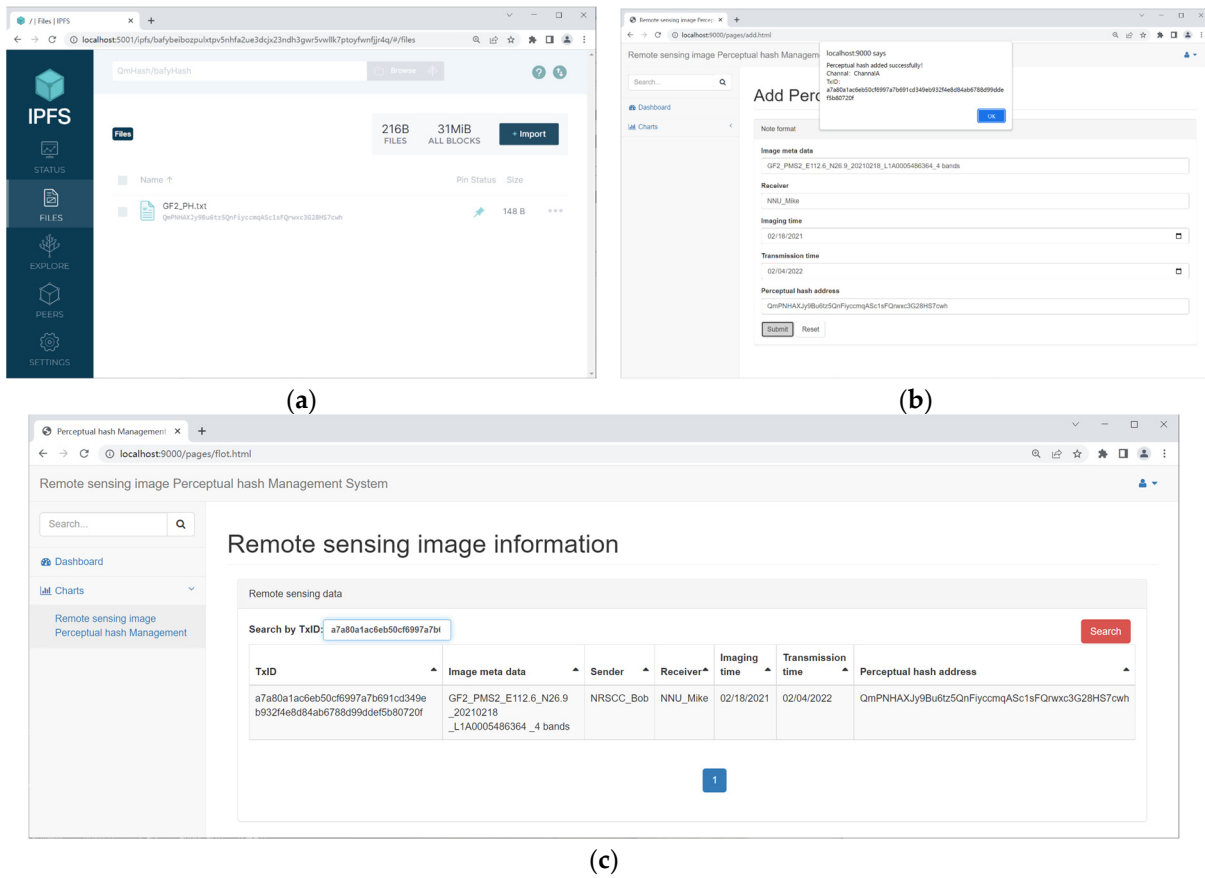 / | Files | IPFS
localhost:5001/ipfs/bafybeibozpulxtpv5nhfa2ue3dcjx23ndh3gwr5vwllk7ptoyfwnfjjr4q/#/files
IPFS
QmHash/bafyHash
Browse
STATUS
FILES
EXPLORE
PEERS
SETTINGS
Files
216B
FILES
31MiB
ALL BLOCKS
+ Import
Name
Pin Status
Size
GF2_PH.txt
QmPNHAXJy9Bu6tz5QnFiyccmqASc1sFQrwxc3G28HS7cwh
148 B
(a)
Remote sensing image Percep
localhost:9000/pages/add.html
Remote sensing image Perceptual hash Managem
Search...
Dashboard
Charts
localhost:9000 says
Perceptual hash added successfully!
Channal: ChannalA
TxID:
a7a80a1ac6eb50cf6997a7b691cd349eb932f4e8d84ab6788d99dde
f5b80720f
OK
Add Perc
Note format
Image meta data
GF2_PMS2_E112.6_N26.9_20210218_L1A0005486364_4 bands
Receiver
NNU_Mike
Imaging time
02/18/2021
Transmission time
02/04/2022
Perceptual hash address
QmPNHAXJy9Bu6tz5QnFiyccmqASc1sFQrwxc3G28HS7cwh
Submit
Reset
(b)
Perceptual hash Management
localhost:9000/pages/flot.html
Remote sensing image Perceptual hash Management System
Search...
Dashboard
Charts
Remote sensing image
Perceptual hash Management
Remote sensing image information
Remote sensing data
Search by TxID:
a7a80a1ac6eb50cf6997a7b6
Search
TxID
Image meta data
Sender
Receiver
Imaging
time
Transmission
time
Perceptual hash address
a7a80a1ac6eb50cf6997a7b691cd349e
b932f4e8d84ab6788d99ddef5b80720f
GF2_PMS2_E112.6_N26.9
_20210218
_L1A0005486364 _4 bands
NRSCC_Bob
NNU_Mike
02/18/2021
02/04/2022
QmPNHAXJy9Bu6tz5QnFiyccmqASc1sFQrwxc3G28HS7cwh
1
(c)